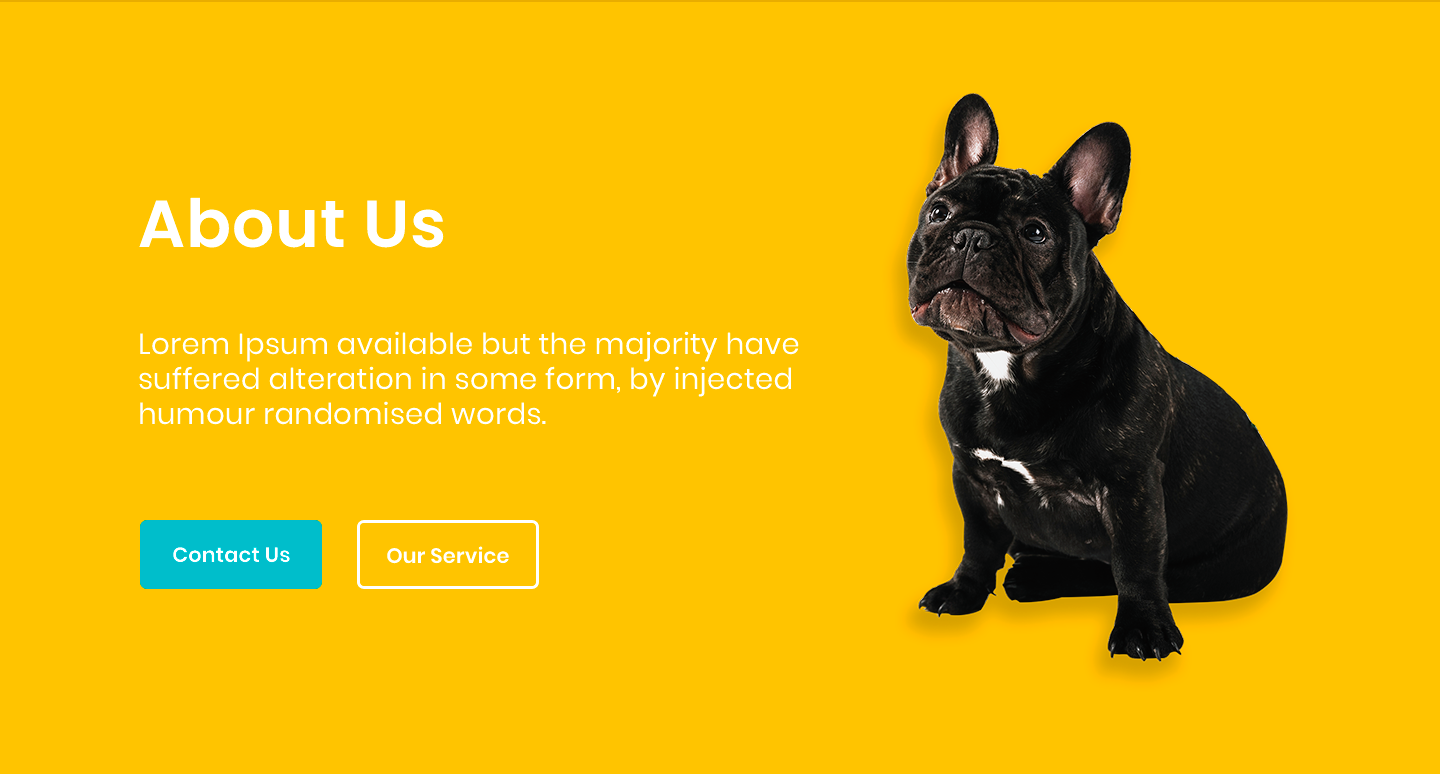 About Us
Lorem Ipsum available but the majority have
suffered alteration in some form, by injected
humour randomised words.
Contact Us
Our Service